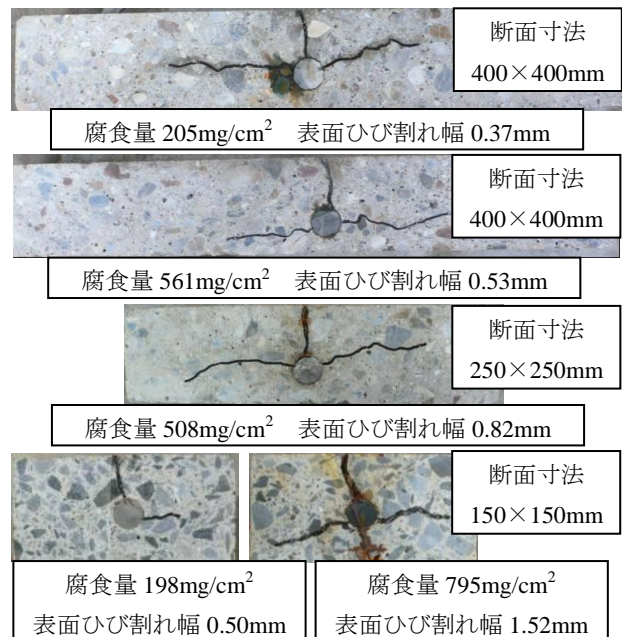 断面寸法
400×400mm
腐食量 205mg/cm² 表面ひび割れ幅 0.37mm
断面寸法
400×400mm
腐食量 561mg/cm² 表面ひび割れ幅 0.53mm
断面寸法
250×250mm
腐食量 508mg/cm² 表面ひび割れ幅 0.82mm
断面寸法
150×150mm
腐食量 198mg/cm²
表面ひび割れ幅 0.50mm
腐食量 795mg/cm²
表面ひび割れ幅 1.52mm